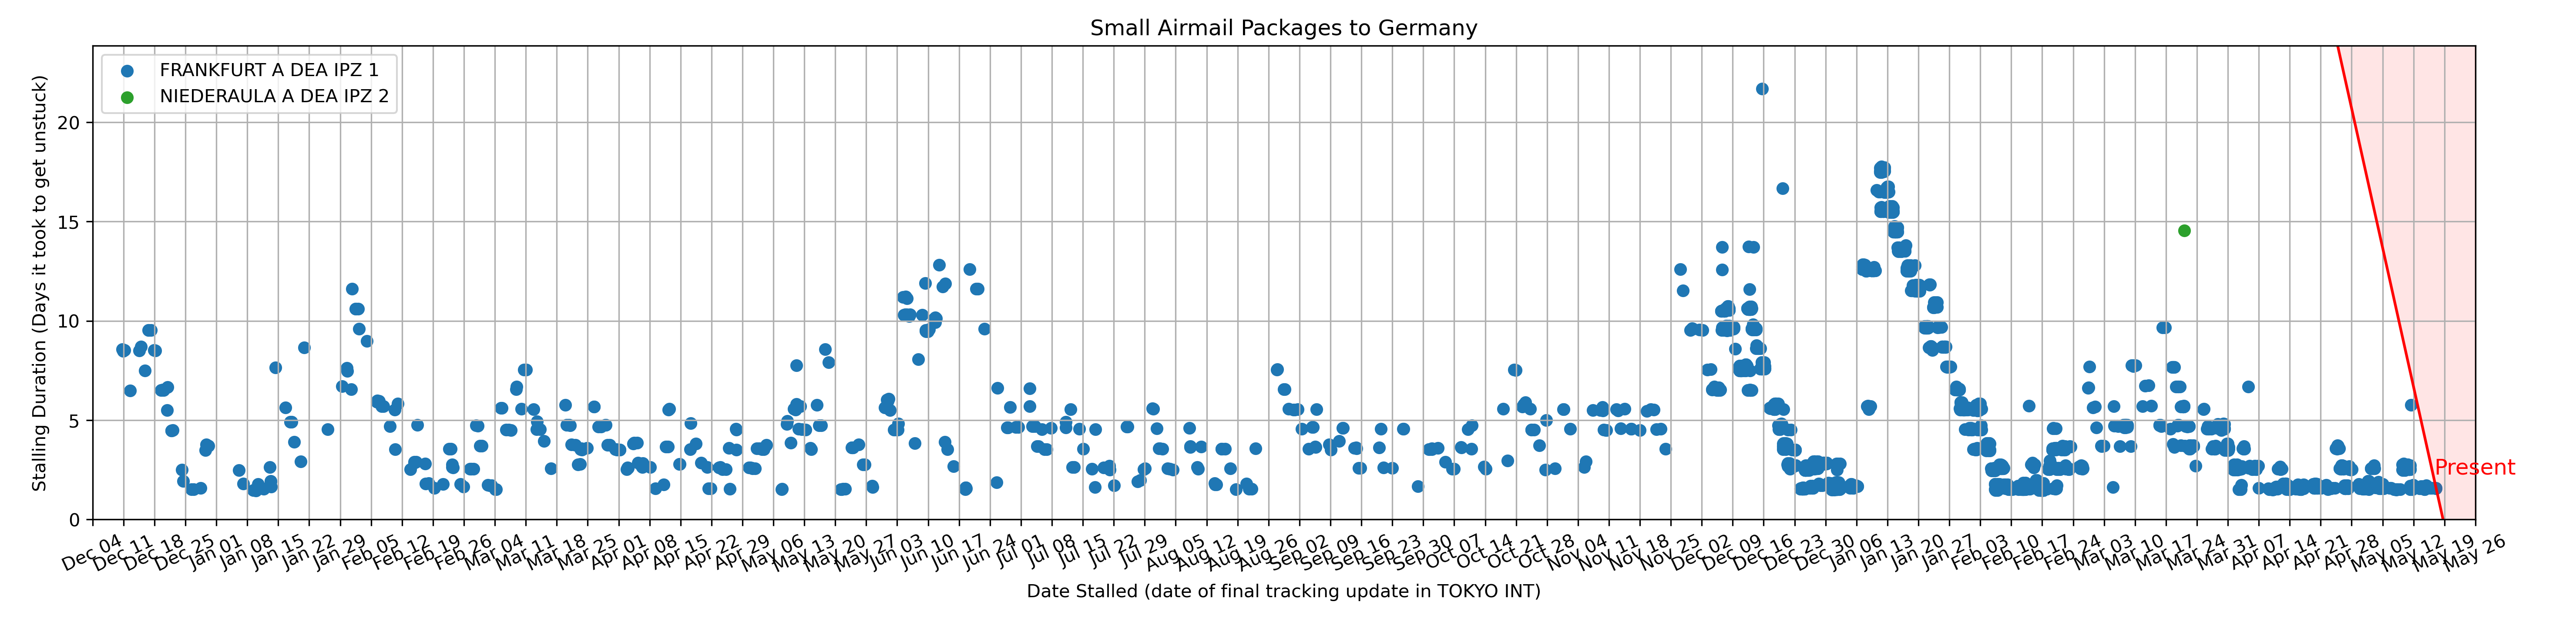 Small Airmail Packages to Germany
FRANKFURT A DEA IPZ 1
NIEDERAULA A DEA IPZ 2
Stalling Duration (Days it took to get unstuck)
20
15
10
5
0
Present
Dec 04
Dec 11
Dec 18
Dec 25
Jan 01
Jan 08
Jan 15
Jan 22
Jan 29
Feb 05
Feb 12
Feb 19
Feb 26
Mar 04
Mar 11
Mar 18
Mar 25
Apr 01
Apr 08
Apr 15
Apr 22
Apr 29
May 06
May 13
May 20
May 27
Jun 03
Jun 10
Jun 17
Jun 24
Jul 01
Jul 08
Jul 15
Jul 22
Jul 29
Aug 05
Aug 12
Aug 19
Aug 26
Sep 02
Sep 09
Sep 16
Sep 23
Sep 30
Oct 07
Oct 14
Oct 21
Oct 28
Nov 04
Nov 11
Nov 18
Nov 25
Dec 02
Dec 09
Dec 16
Dec 23
Dec 30
Jan 06
Jan 13
Jan 20
Jan 27
Feb 03
Feb 10
Feb 17
Feb 24
Mar 03
Mar 10
Mar 17
Mar 24
Mar 31
Apr 07
Apr 14
Apr 21
Apr 28
May 05
May 12
May 19
May 26
Date Stalled (date of final tracking update in TOKYO INT)